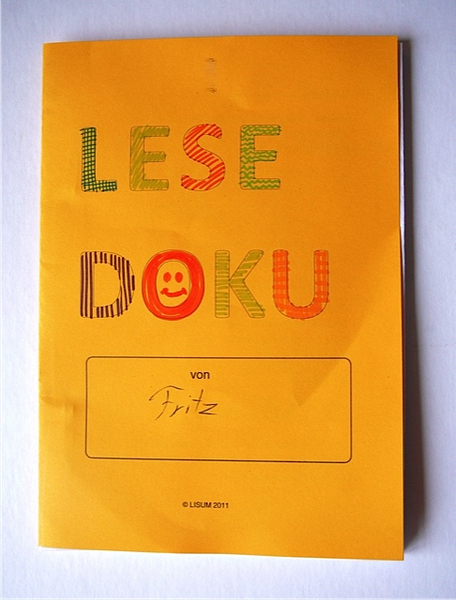 LESE
DOKU
von
Fritz
© LISUM 2011